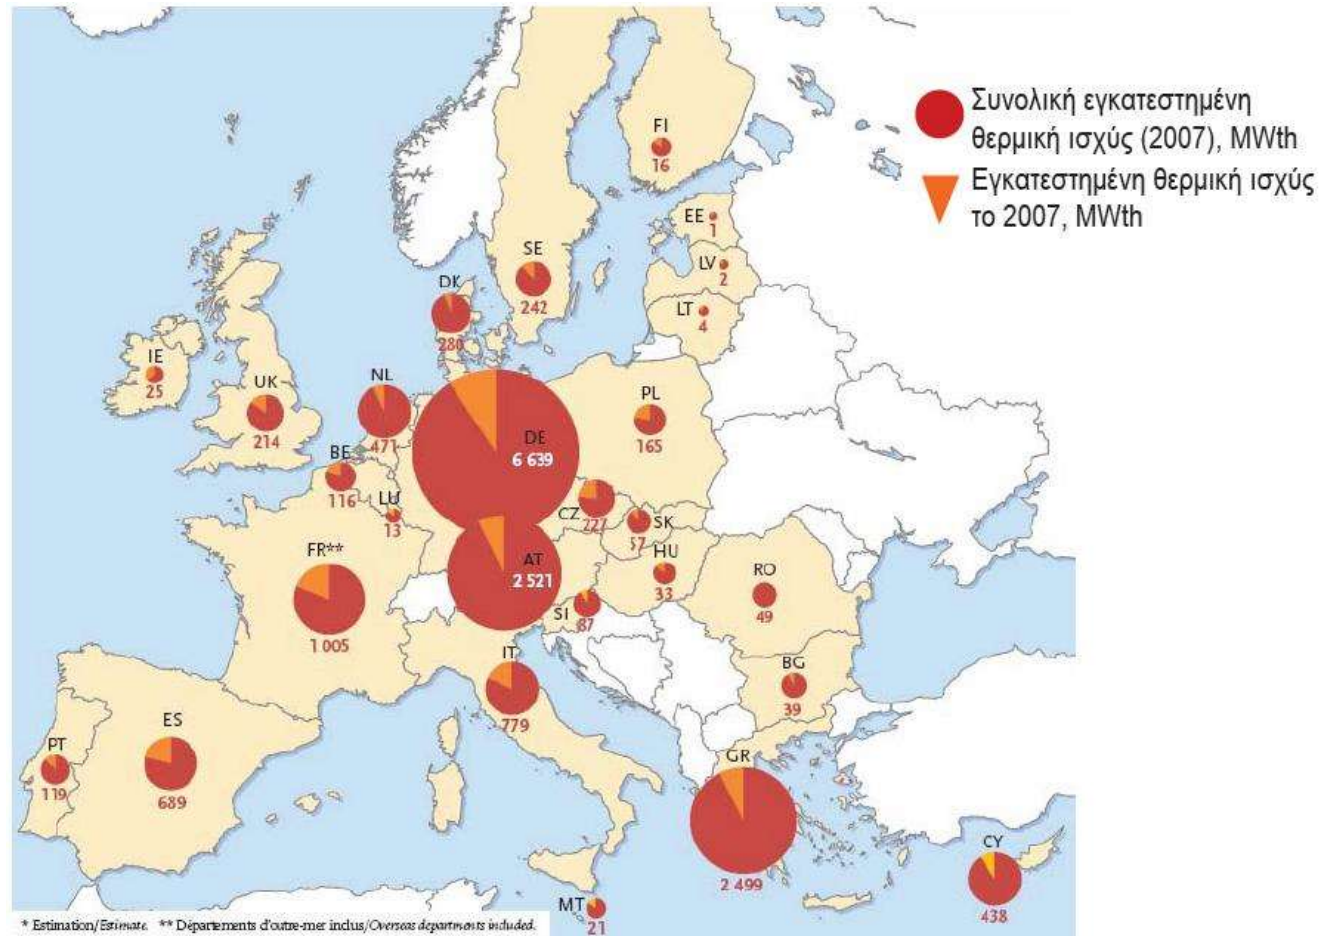 Συνολική εγκατεστημένη
θερμική ισχύς (2007), MWth
Εγκατεστημένη θερμική ισχύς
το 2007, MWth
FI
16
EE
1
LV
2
LT
4
SE
242
DK
280
IE
25
UK
214
NL
471
BE
116
LU
13
DE
6 639
PL
165
CZ
227
SK
57
AT
2 521
HU
33
RO
49
SI
87
FR**
1 005
IT
779
BG
39
PT
119
ES
689
GR
2 499
CY
438
MT
21
* Estimation/Estimate. ** Départements d'outre-mer inclus/Overseas departments included.